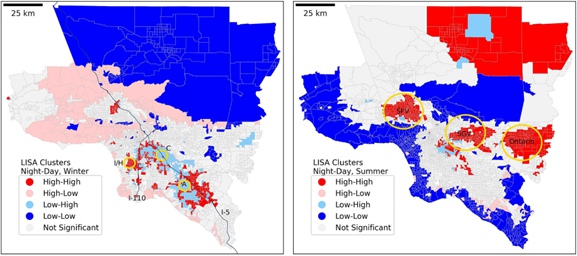 25 km
I/H
C
A
I-110
I-5
LISA Clusters
Night-Day, Winter
High-High
High-Low
Low-High
Low-Low
Not Significant
25 km
SFV
SGV
Ontario
LISA Clusters
Night-Day, Summer
High-High
High-Low
Low-High
Low-Low
Not Significant